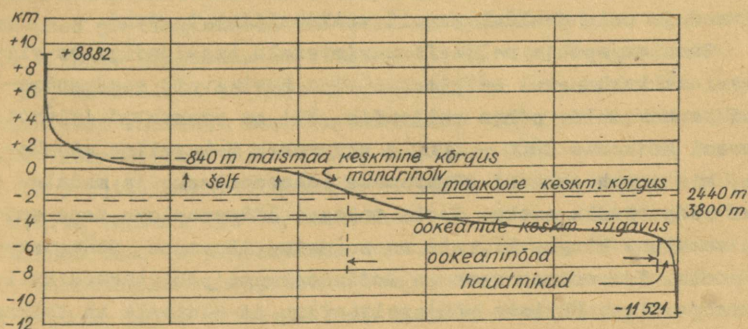 km
+10
+8882
+8
+6
+4
+2
840 m maismaa keskmine kõrgus
0
šelf
mandrinõlv
maakoore keskm. kõrgus
-2
2440 m
3800 m
-4
ookeanide keskm. sügavus
-6
ookeaninõod
-8
haudmikud
-10
-11 521
-12